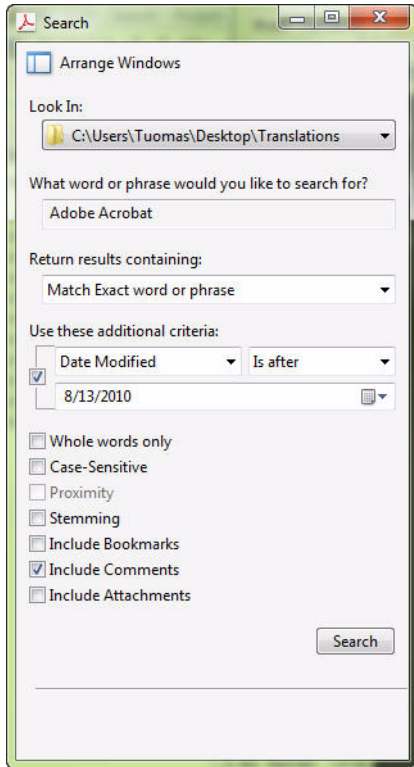 Search
Arrange Windows
Look In:
C:\Users\Tuomas\Desktop\Translations
What word or phrase would you like to search for?
Adobe Acrobat
Return results containing:
Match Exact word or phrase
Use these additional criteria:
Date Modified Is after
8/13/2010
Whole words only
Case-Sensitive
Proximity
Stemming
Include Bookmarks
Include Comments
Include Attachments
Search